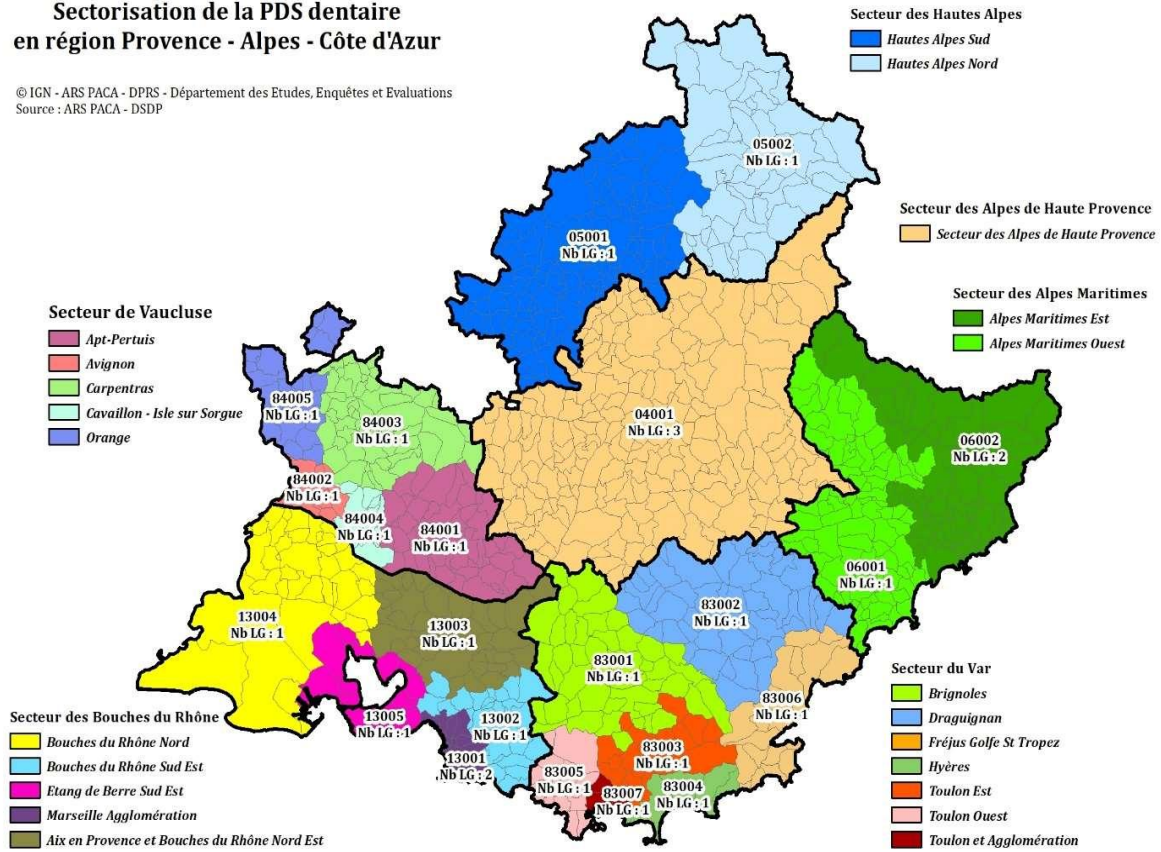 Sectorisation de la PDS dentaire
en région Provence - Alpes - Côte d'Azur
© IGN - ARS PACA - DPRS - Département des Etudes, Enquêtes et Evaluations
Source : ARS PACA - DSDP
Secteur des Hautes Alpes
Hautes Alpes Sud
Hautes Alpes Nord
05002
Nb LG : 1
Secteur des Alpes de Haute Provence
Secteur des Alpes de Haute Provence
05001
Nb LG : 1
Secteur des Alpes Maritimes
Alpes Maritimes Est
Alpes Maritimes Ouest
Secteur de Vaucluse
Apt-Pertuis
Avignon
Carpentras
Cavaillon - Isle sur Sorgue
Orange
84005
Nb LG : 1
84003
Nb LG : 1
04001
Nb LG : 3
06002
Nb LG : 2
84002
Nb LG : 1
84004
Nb LG : 1
84001
Nb LG : 1
06001
Nb LG : 1
13004
Nb LG : 1
13003
Nb LG : 1
83002
Nb LG : 1
83001
Nb LG : 1
83006
Nb LG : 1
13005
Nb LG : 1
13002
Nb LG : 1
13001
Nb LG : 2
83003
Nb LG : 1
83005
Nb LG : 1
83007
Nb LG : 1
83004
Nb LG : 1
Secteur des Bouches du Rhône
Bouches du Rhône Nord
Bouches du Rhône Sud Est
Etang de Berre Sud Est
Marseille Agglomération
Aix en Provence et Bouches du Rhône Nord Est
Secteur du Var
Brignoles
Draguignan
Fréjus Golfe St Tropez
Hyères
Toulon Est
Toulon Ouest
Toulon et Agglomération